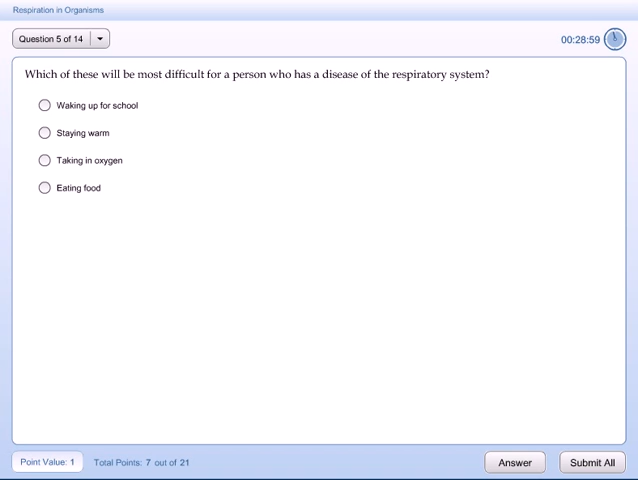 Respiration in Organisms
Question 5 of 14
00:28:59
Which of these will be most difficult for a person who has a disease of the respiratory system?
Waking up for school
Staying warm
Taking in oxygen
Eating food
Point Value: 1
Total Points: 7 out of 21
Answer
Submit All